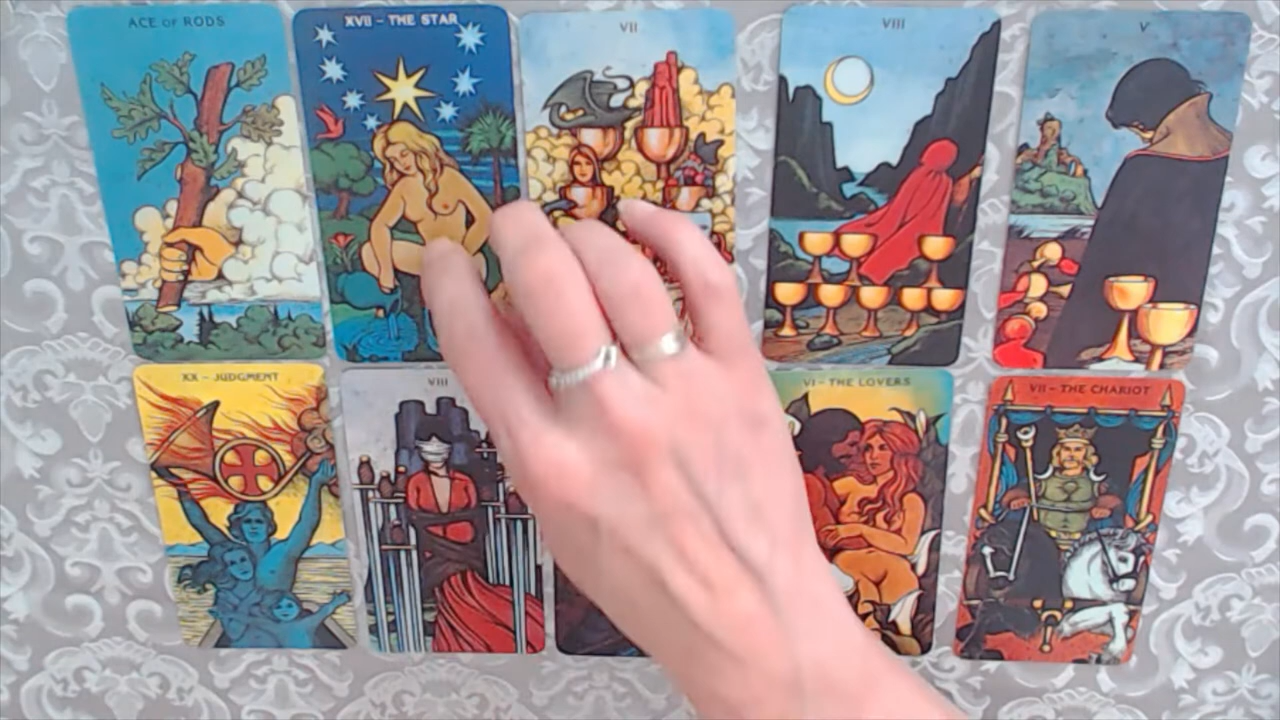 ACE OF RODS
XVII – THE STAR
VII
VIII
V
XX – JUDGMENT
VIII
VI – THE LOVERS
VII – THE CHARIOT